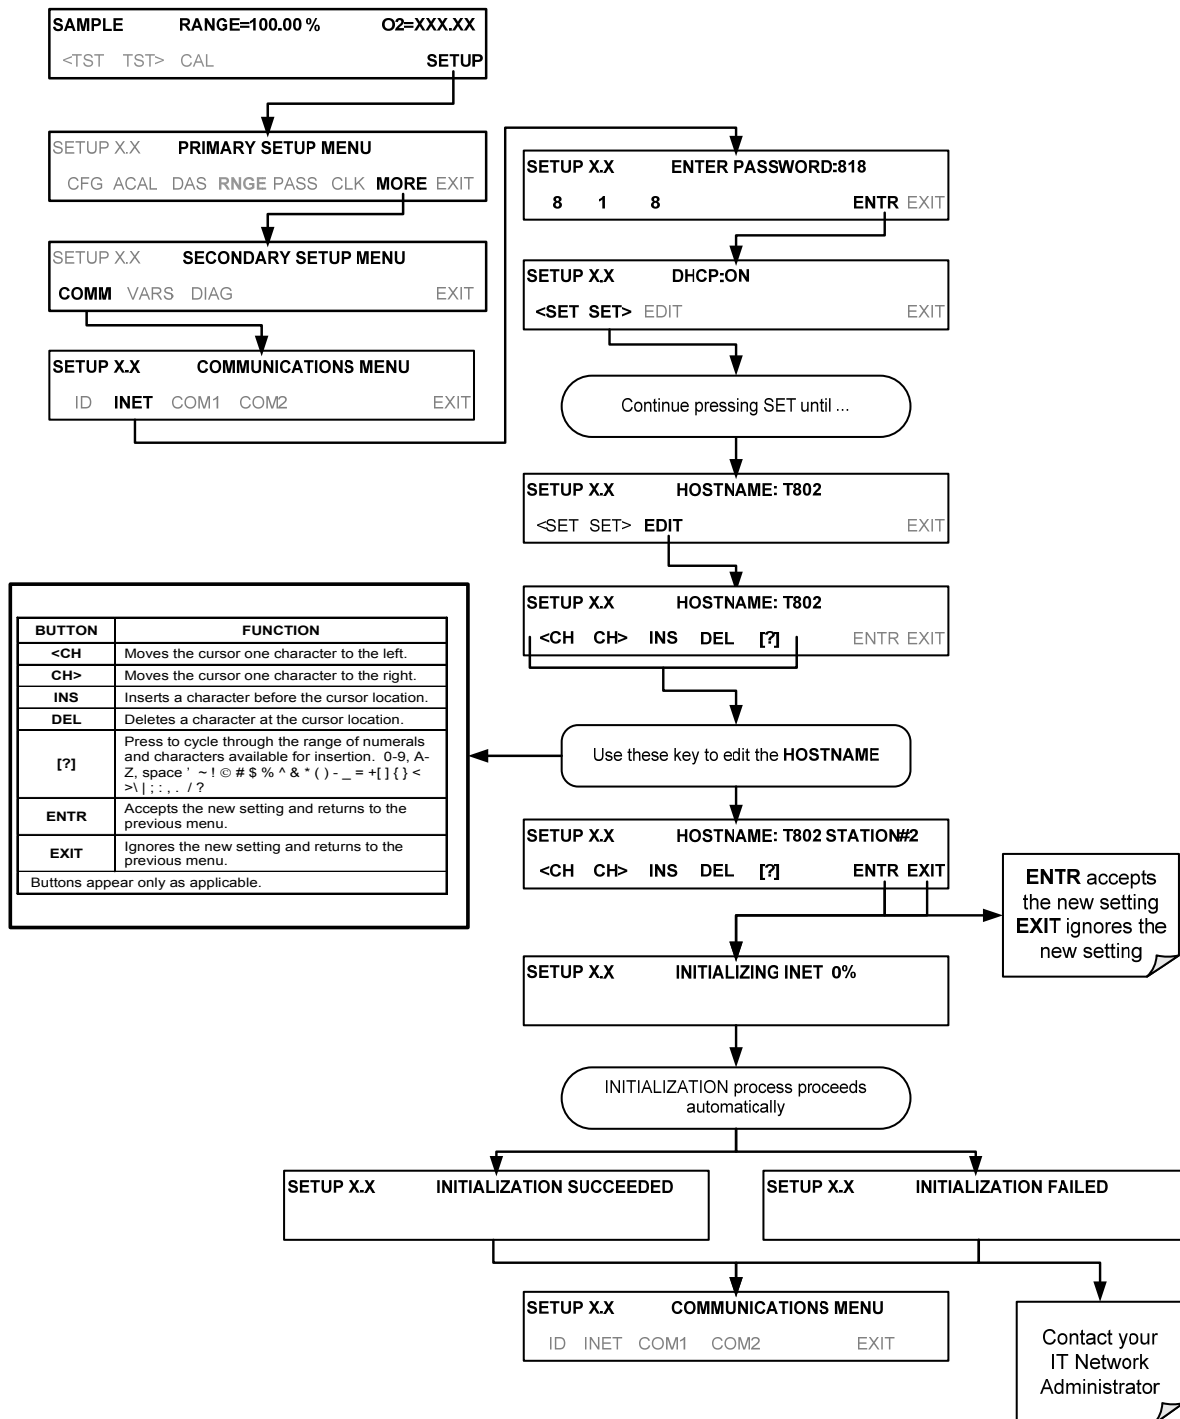 SAMPLE RANGE=100.00 % O2=XXX.XX
<TST TST> CAL SETUP
SETUP X.X PRIMARY SETUP MENU
CFG ACAL DAS RNGE PASS CLK MORE EXIT
SETUP X.X SECONDARY SETUP MENU
COMM VARS DIAG EXIT
SETUP X.X COMMUNICATIONS MENU
ID INET COM1 COM2 EXIT
SETUP X.X ENTER PASSWORD:818
8 1 8 ENTR EXIT
SETUP X.X DHCP:ON
<SET SET> EDIT EXIT
Continue pressing SET until ...
SETUP X.X HOSTNAME: T802
<SET SET> EDIT EXIT
SETUP X.X HOSTNAME: T802
<CH CH> INS DEL [?] ENTR EXIT
Use these key to edit the HOSTNAME
BUTTON FUNCTION
<CH Moves the cursor one character to the left.
CH> Moves the cursor one character to the right.
INS Inserts a character before the cursor location.
DEL Deletes a character at the cursor location.
[?] Press to cycle through the range of numerals
and characters available for insertion. 0-9, A-
Z, space ' ~ ! © # $ % ^ & * ( ) - _ = +[ ] { } <
>\ | ; : , . / ?
ENTR Accepts the new setting and returns to the
previous menu.
EXIT Ignores the new setting and returns to the
previous menu.
Buttons appear only as applicable.
SETUP X.X HOSTNAME: T802 STATION#2
<CH CH> INS DEL [?] ENTR EXIT
ENTR accepts
the new setting
EXIT ignores the
new setting
SETUP X.X INITIALIZING INET 0%
INITIALIZATION process proceeds
automatically
SETUP X.X INITIALIZATION SUCCEEDED
SETUP X.X INITIALIZATION FAILED
SETUP X.X COMMUNICATIONS MENU
ID INET COM1 COM2 EXIT
Contact your
IT Network
Administrator